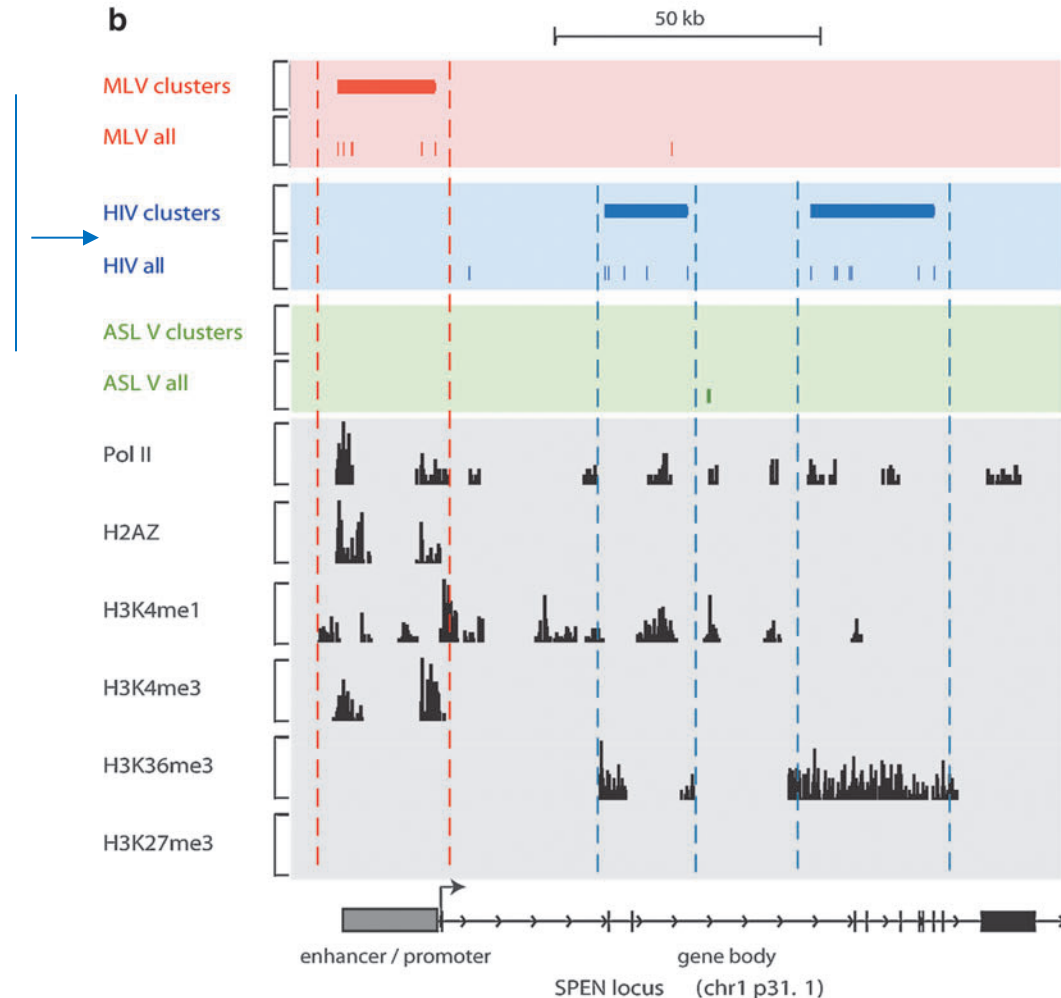 b
50 kb
MLV clusters
MLV all
HIV clusters
HIV all
ASL V clusters
ASL V all
Pol II
H2AZ
H3K4me1
H3K4me3
H3K36me3
H3K27me3
enhancer / promoter gene body
SPEN locus (chr1 p31. 1)